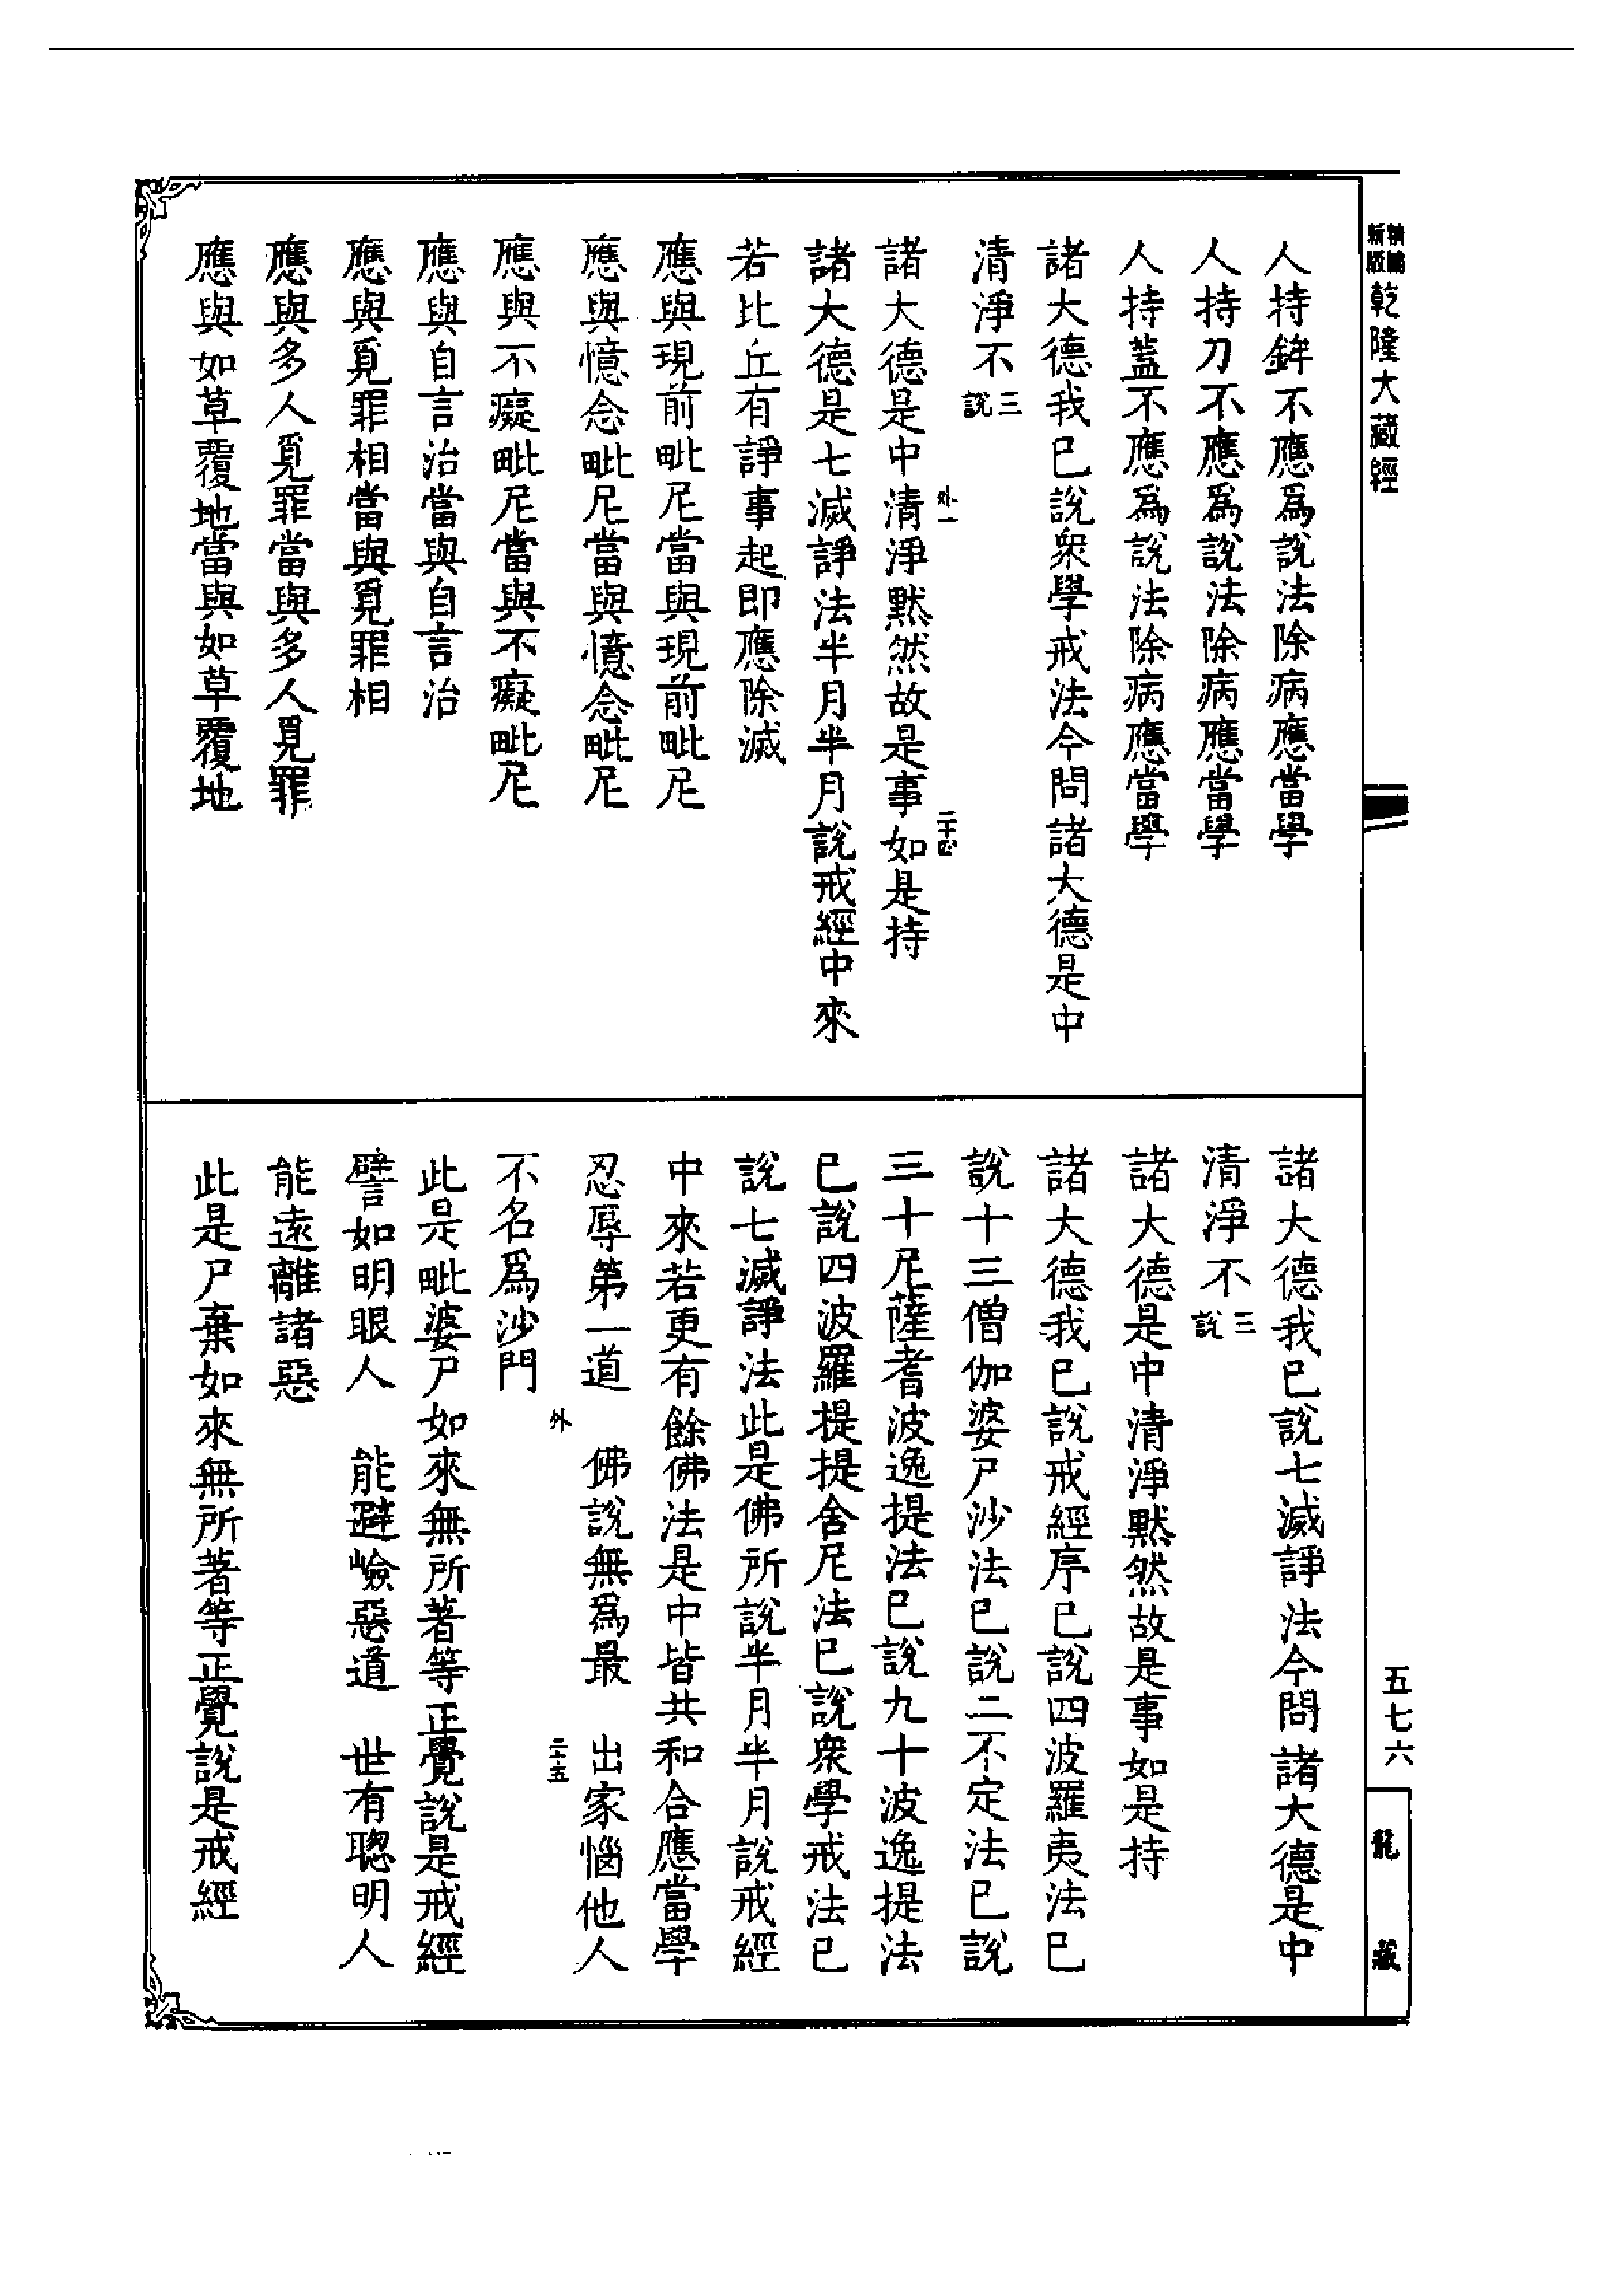 乾隆大藏經
人持鉾不應爲說法除病應當學
人持刀不應爲說法除病應當學
人持蓋不應爲說法除病應當學
諸大德我已說衆學戒法今問諸大德是中
清淨不三說
諸大德是中清淨默然故是事如是持
外一
二十四
諸大德是七滅諍法半月半月說戒經中來
若比丘有諍事起即應除滅
應與現前毗尼當與現前毗尼
應與憶念毗尼當與憶念毗尼
應與不癡毗尼當與不癡毗尼
應與自言治當與自言治
應與覓罪相當與覓罪相
應與多人覓罪當與多人覓罪
應與如草覆地當與如草覆地
諸大德我已說七滅諍法今問諸大德是中
清淨不三說
諸大德是中清淨默然故是事如是持
諸大德我已說戒經序已說四波羅夷法已
說十三僧伽婆尸沙法已說二不定法已說
三十尼薩耆波逸提法已說九十波逸提法
已說四波羅提提舍尼法已說衆學戒法已
說七滅諍法此是佛所說半月半月說戒經
中來若更有餘佛法是中皆共和合應當學
忍辱第一道　佛說無爲最　出家惱他人
不名爲沙門
外
二十五
此是毗婆尸如來無所著等正覺說是戒經
譬如明眼人　能避嶮惡道　世有聰明人
能遠離諸惡
此是尸棄如來無所著等正覺說是戒經
五七六
龍藏